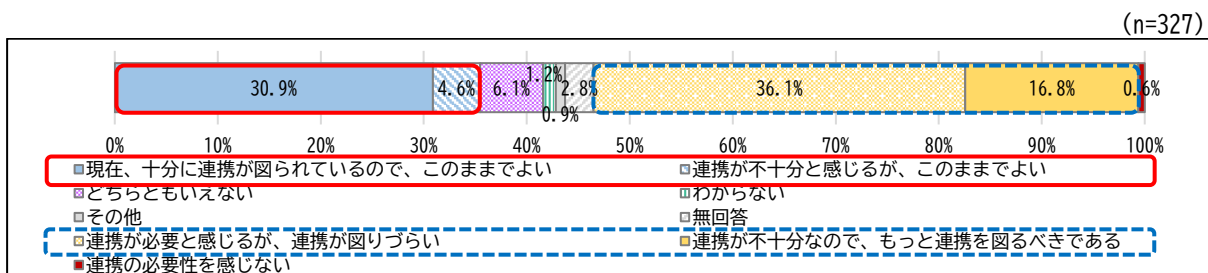 (n=327)
30.9% 4.6% 6.1% 1.2% 0.9% 2.8% 36.1% 16.8% 0.6%
0% 10% 20% 30% 40% 50% 60% 70% 80% 90% 100%
現在、十分に連携が図られているので、このままでよい 連携が不十分と感じるが、このままでよい
どちらともいえない わからない
その他 無回答
連携が必要と感じるが、連携が図りづらい 連携が不十分なので、もっと連携を図るべきである
連携の必要性を感じない